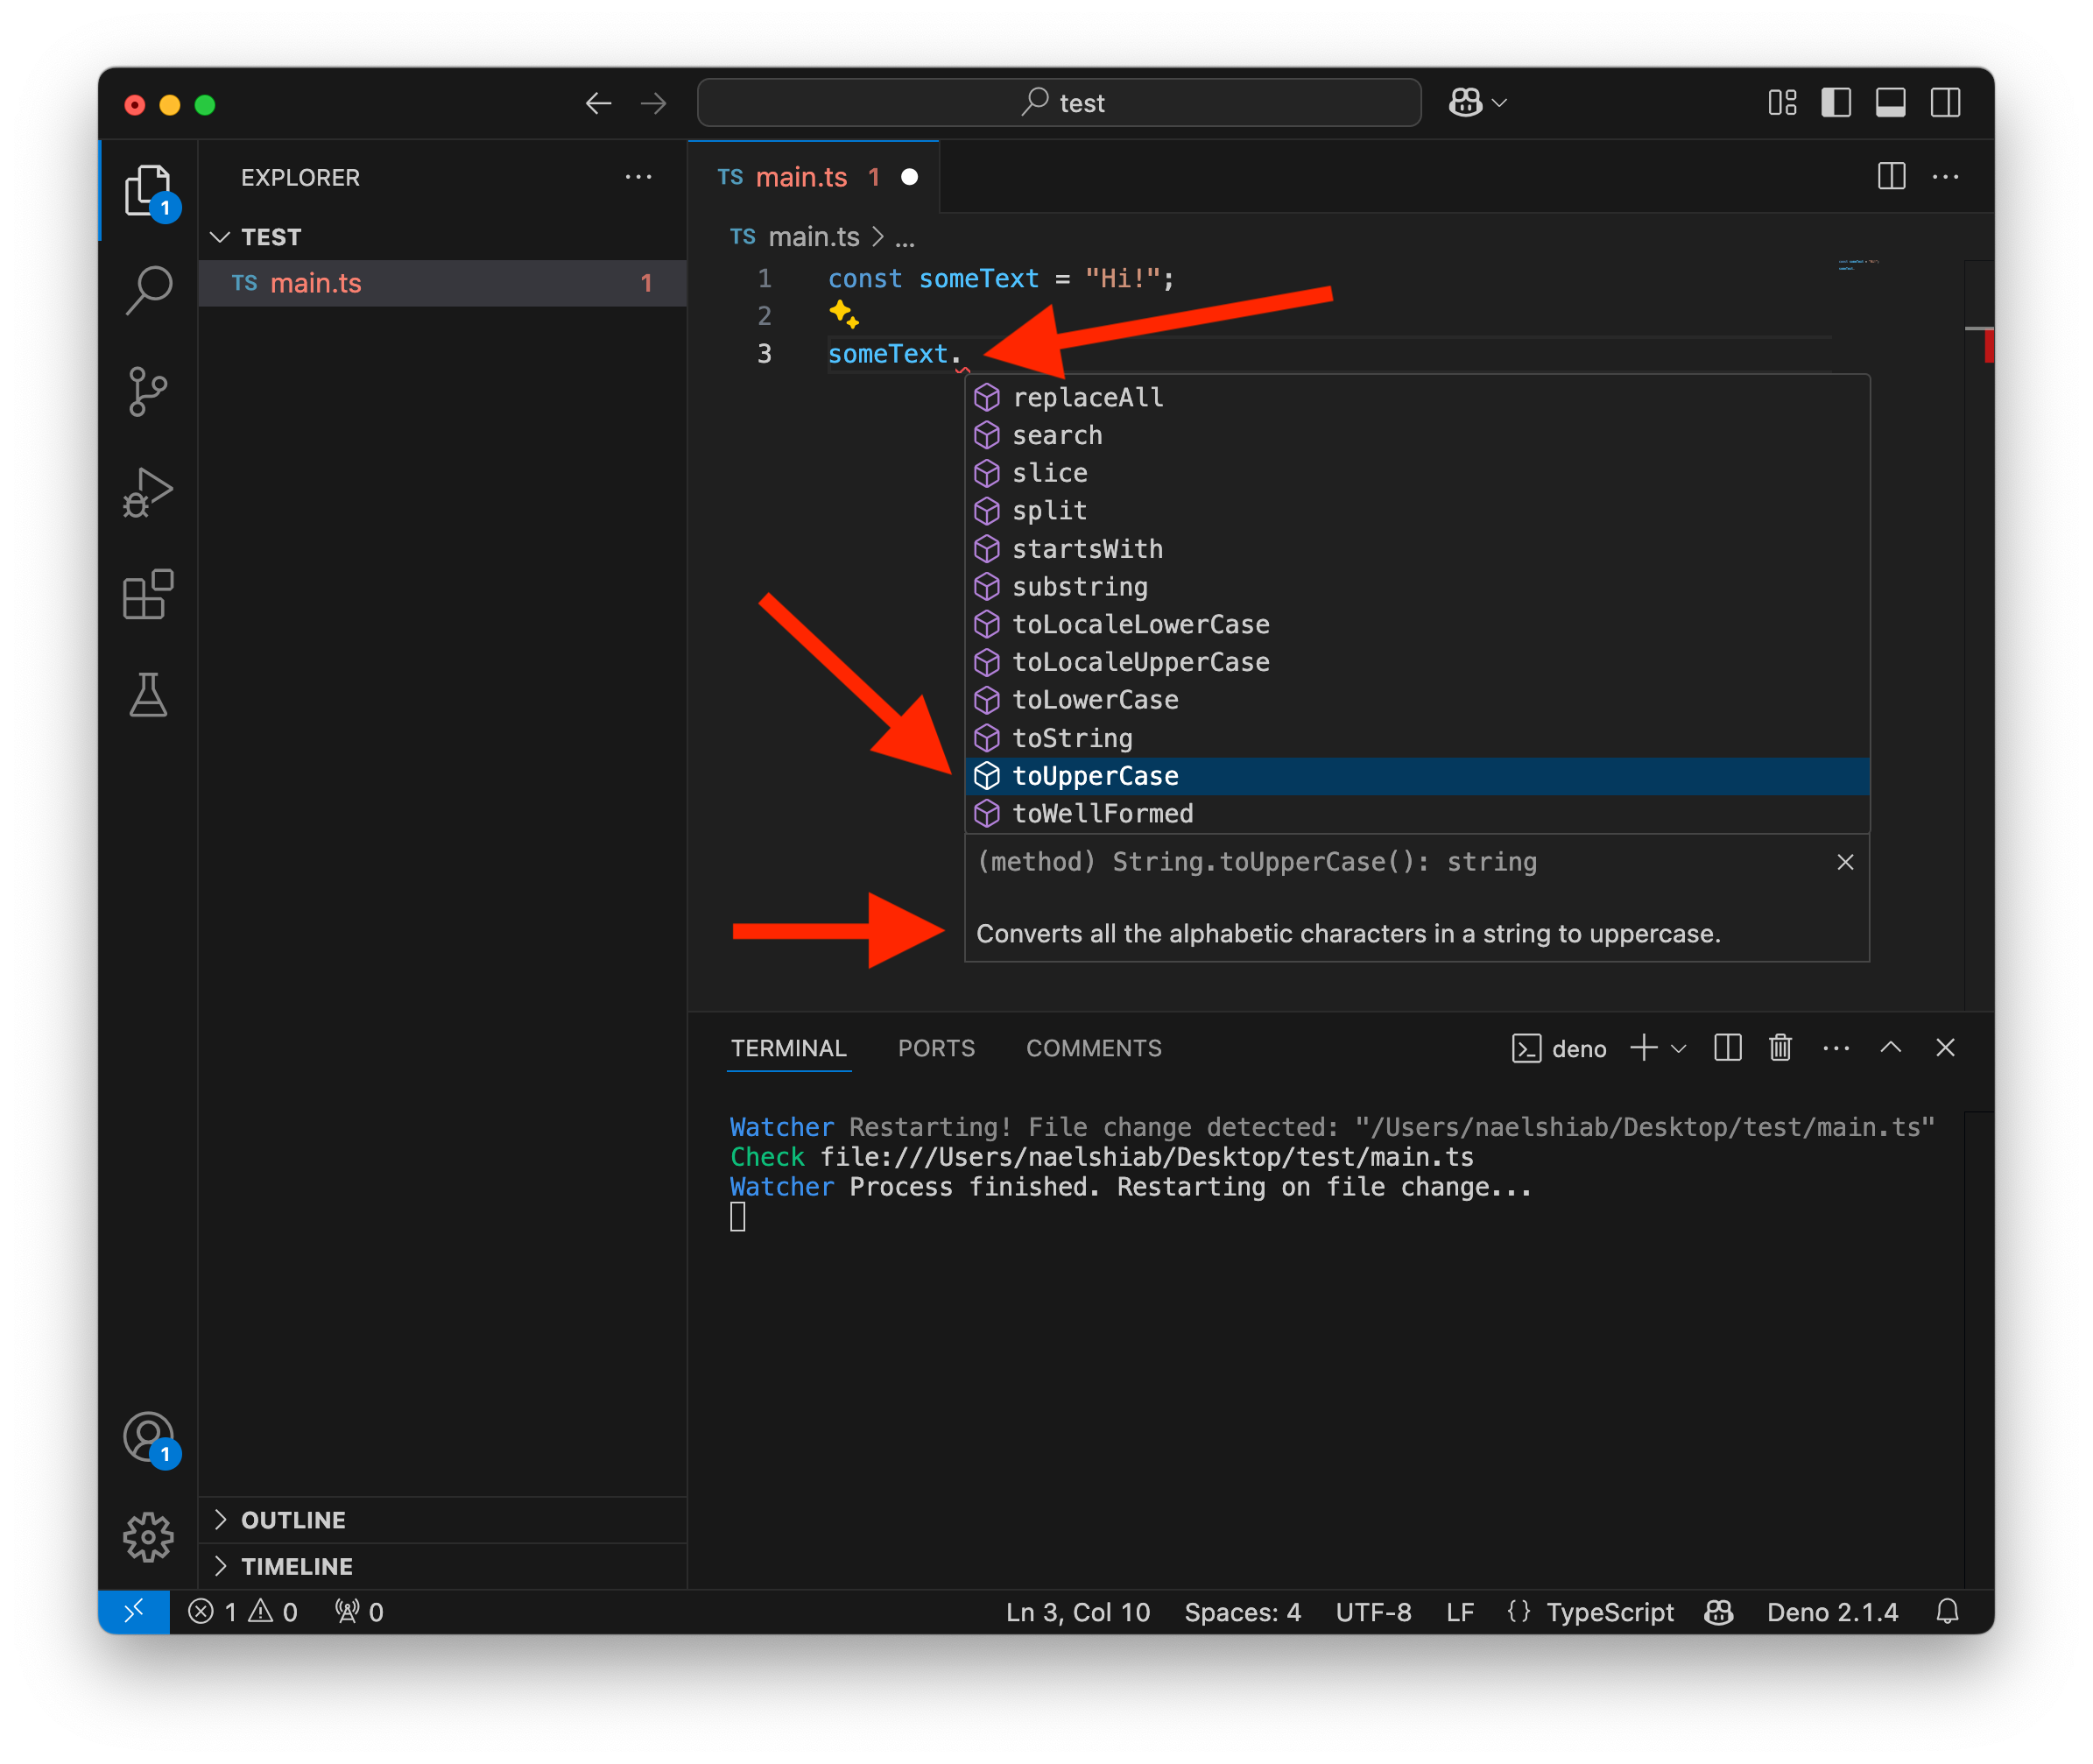 test
EXPLORER
TEST
TS main.ts 1
1
TS main.ts 1
TS main.ts > ...
1 const someText = "Hi!";
2
3 someText.
replaceAll
search
slice
split
startsWith
substring
toLocaleLowerCase
toLocaleUpperCase
toLowerCase
toString
toUpperCase
toWellFormed
(method) String.toUpperCase(): string
Converts all the alphabetic characters in a string to uppercase.
TERMINAL PORTS COMMENTS
deno
Watcher Restarting! File change detected: "/Users/naelshiab/Desktop/test/main.ts"
Check file:///Users/naelshiab/Desktop/test/main.ts
Watcher Process finished. Restarting on file change...
1
OUTLINE
TIMELINE
1 0 0
Ln 3, Col 10 Spaces: 4 UTF-8 LF {} TypeScript Deno 2.1.4